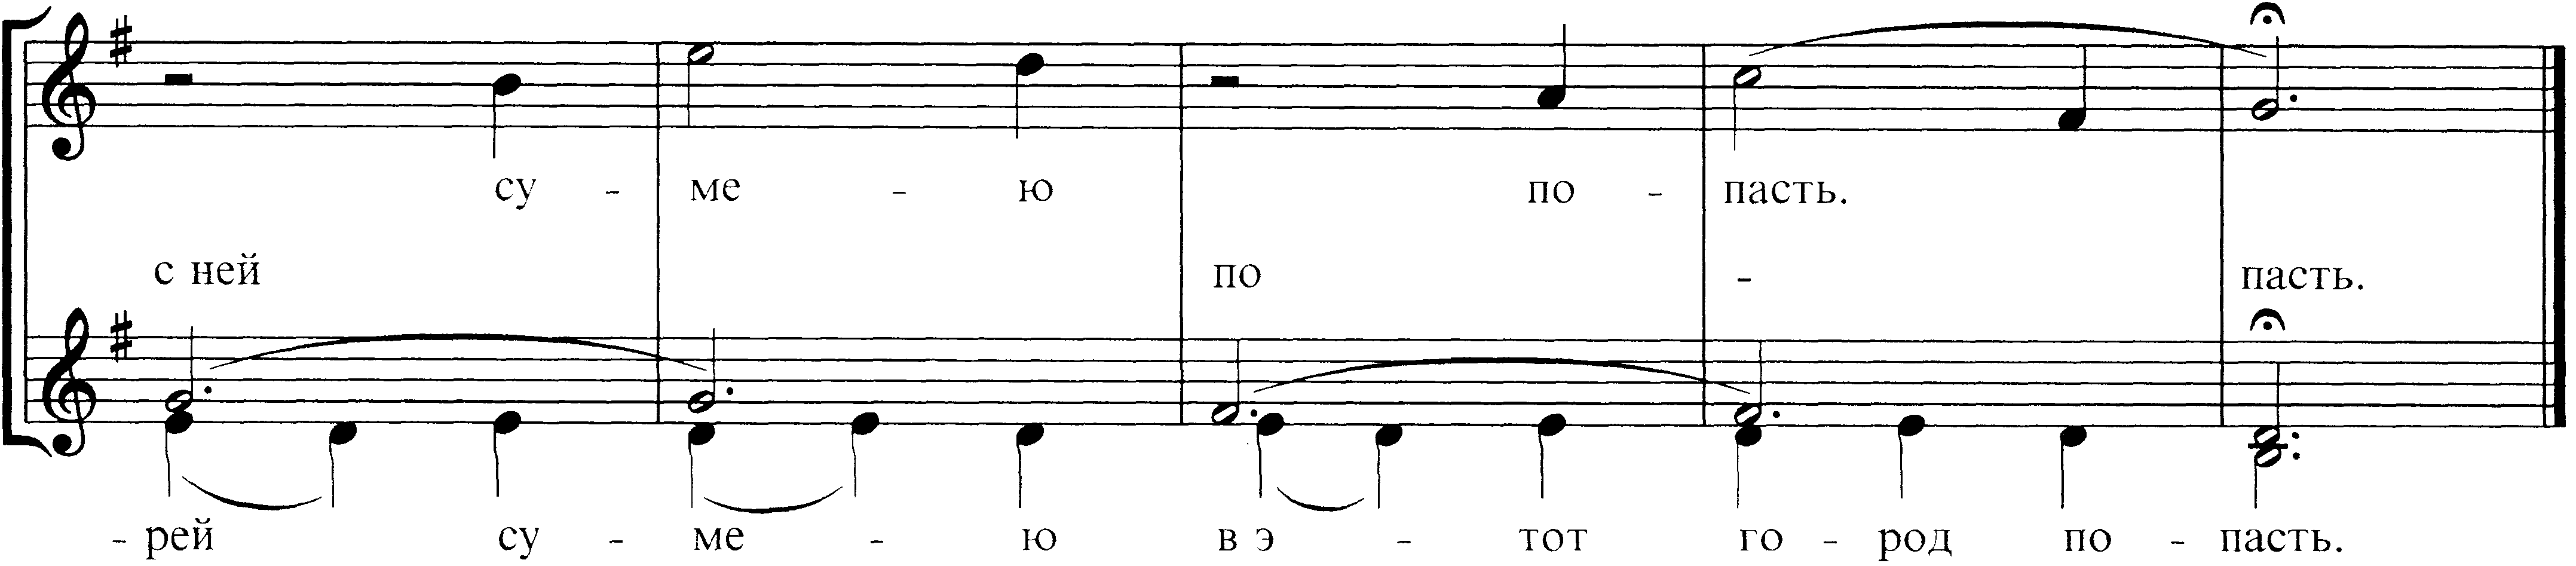 су - ме - ю по - пасть.
с ней по - пасть.
- рей су - ме - ю в э - тот го - род по - пасть.